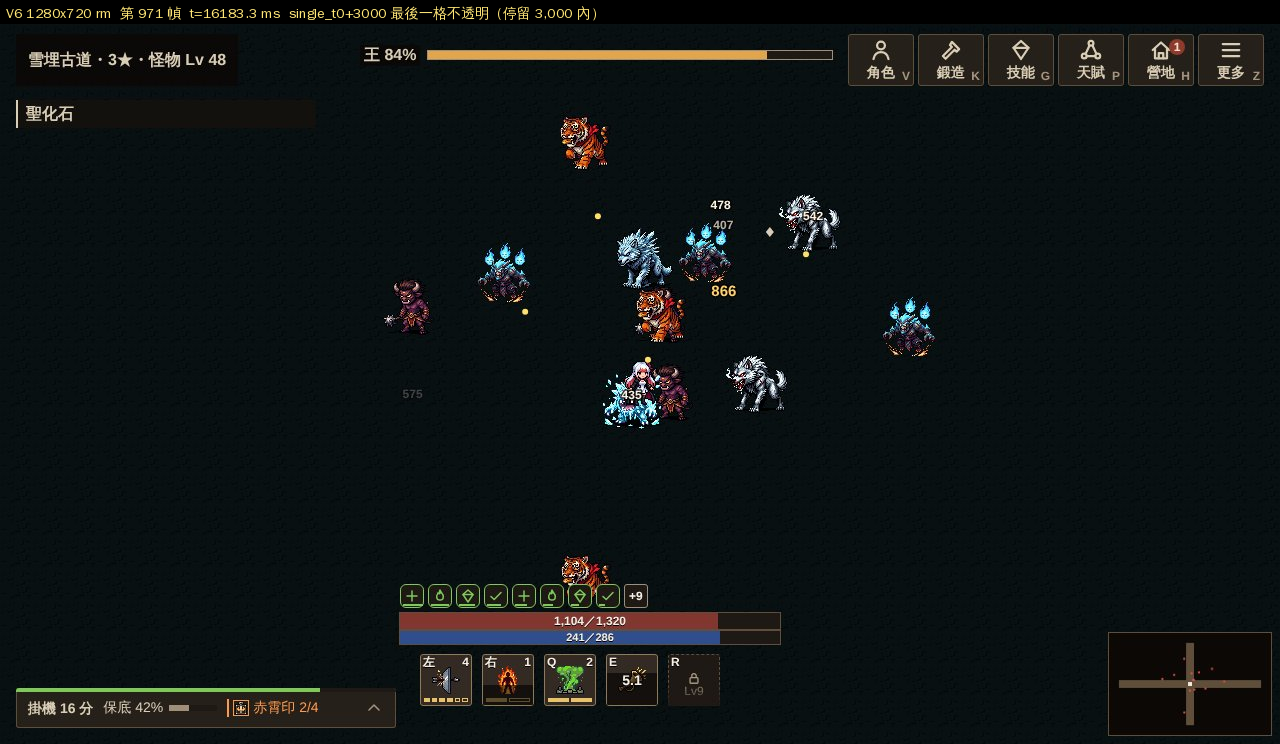 V6 1280x720 rm 第 971 幀 t=16183.3 ms single_t0+3000 最後一格不透明（停留 3,000 內）
雪埋古道・3★・怪物 Lv 48
王 84%
角色 V
鍛造 K
技能 G
天賦 P
營地 H 1
更多 Z
聖化石
478
407
542
866
575
435
+9
1,104／1,320
241／286
左 4
右 1
Q 2
E 5.1
R Lv9
掛機 16 分 保底 42% 赤霄印 2/4